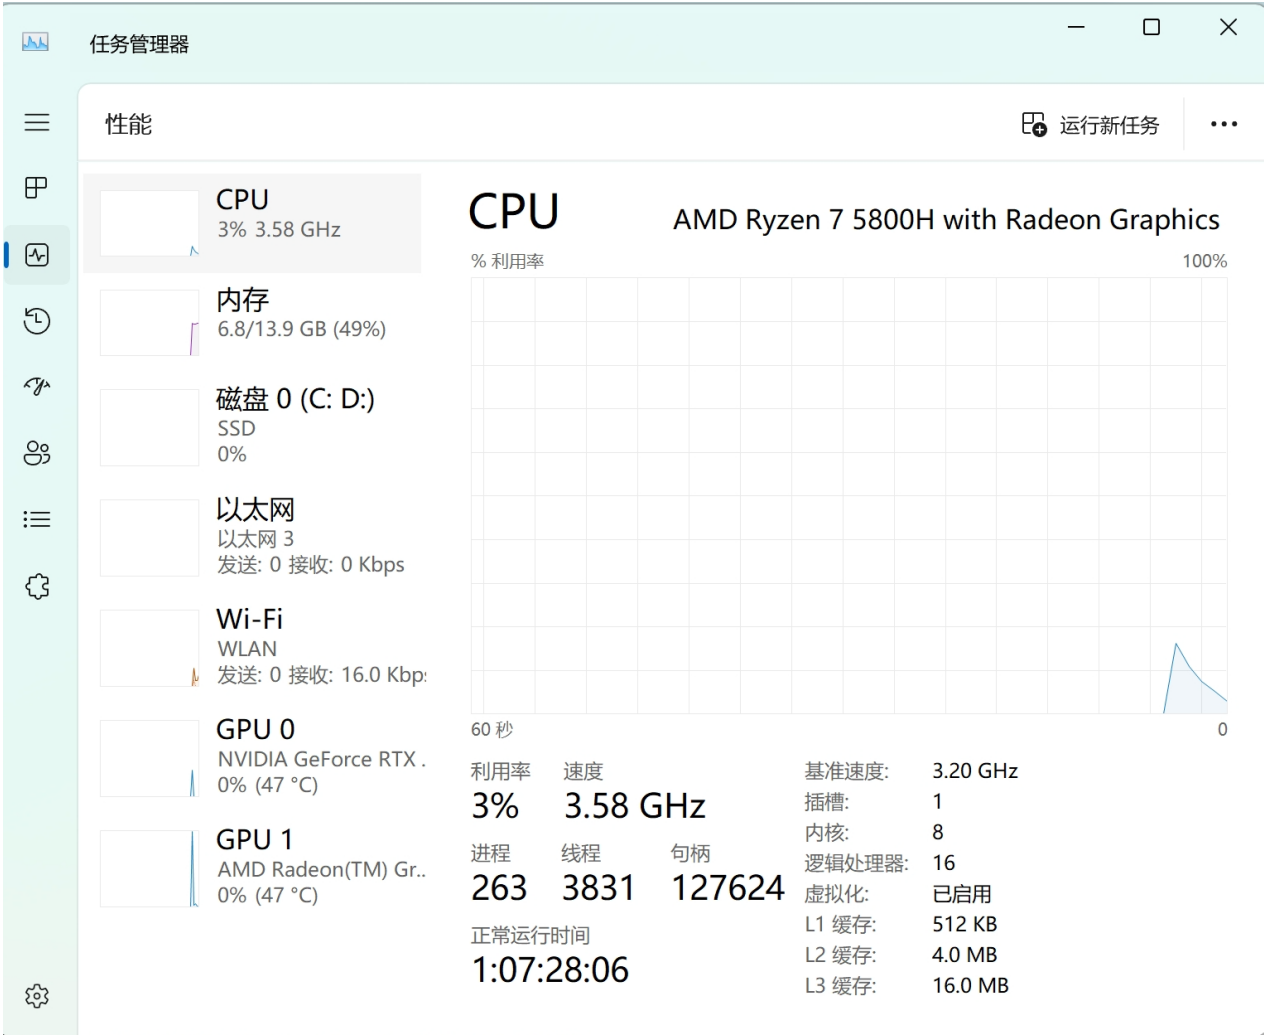 任务管理器
性能
运行新任务
CPU
3% 3.58 GHz
内存
6.8/13.9 GB (49%)
磁盘 0 (C: D:)
SSD
0%
以太网
以太网 3
发送: 0 接收: 0 Kbps
Wi-Fi
WLAN
发送: 0 接收: 16.0 Kbps
GPU 0
NVIDIA GeForce RTX .
0% (47 °C)
GPU 1
AMD Radeon(TM) Gr..
0% (47 °C)
CPU
AMD Ryzen 7 5800H with Radeon Graphics
% 利用率 100%
60 秒 0
利用率 速度
3% 3.58 GHz
进程 线程 句柄
263 3831 127624
正常运行时间
1:07:28:06
基准速度: 3.20 GHz
插槽: 1
内核: 8
逻辑处理器: 16
虚拟化: 已启用
L1 缓存: 512 KB
L2 缓存: 4.0 MB
L3 缓存: 16.0 MB